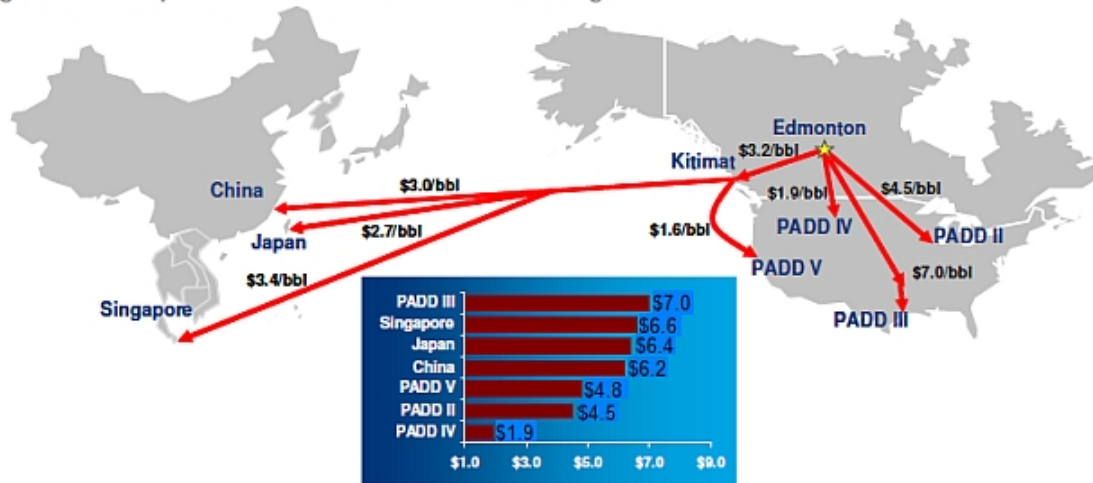 Edmonton
Kitimat
$3.2/bbl
China
$3.0/bbl
$1.9/bbl
$4.5/bbl
Japan
$2.7/bbl
$1.6/bbl
PADD IV
PADD II
PADD V
$7.0/bbl
$3.4/bbl
Singapore
PADD III
PADD III $7.0
Singapore $6.6
Japan $6.4
China $6.2
PADD V $4.8
PADD II $4.5
PADD IV $1.9
$1.0 $3.0 $5.0 $7.0 $9.0